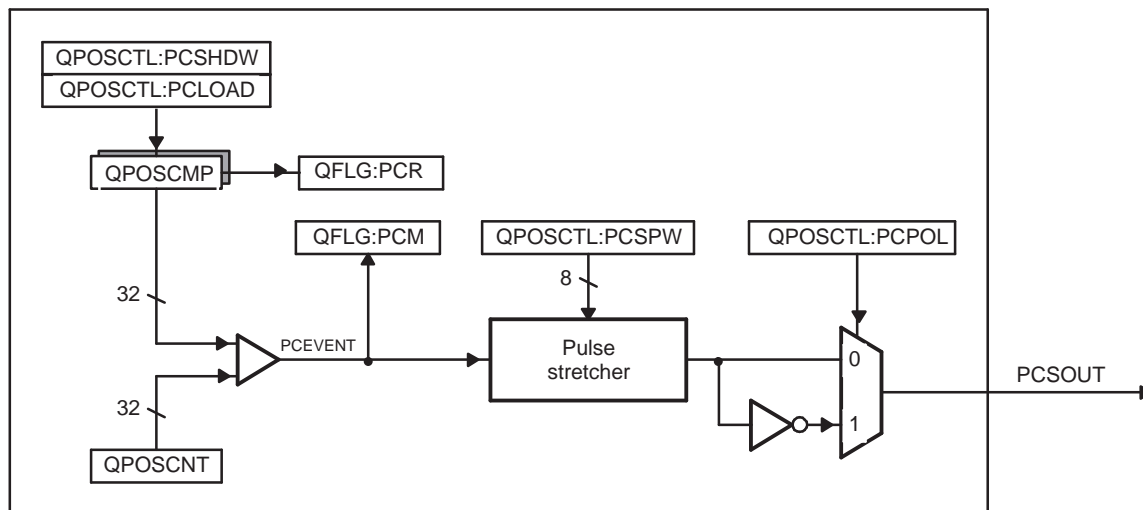 QPOSCTL:PCSHDW
QPOSCTL:PCLOAD
QPOSCMP
QFLG:PCR
QFLG:PCM
QPOSCTL:PCSPW
QPOSCTL:PCPOL
8
32
PCEVENT
Pulse
stretcher
0
PCSOUT
32
1
QPOSCNT